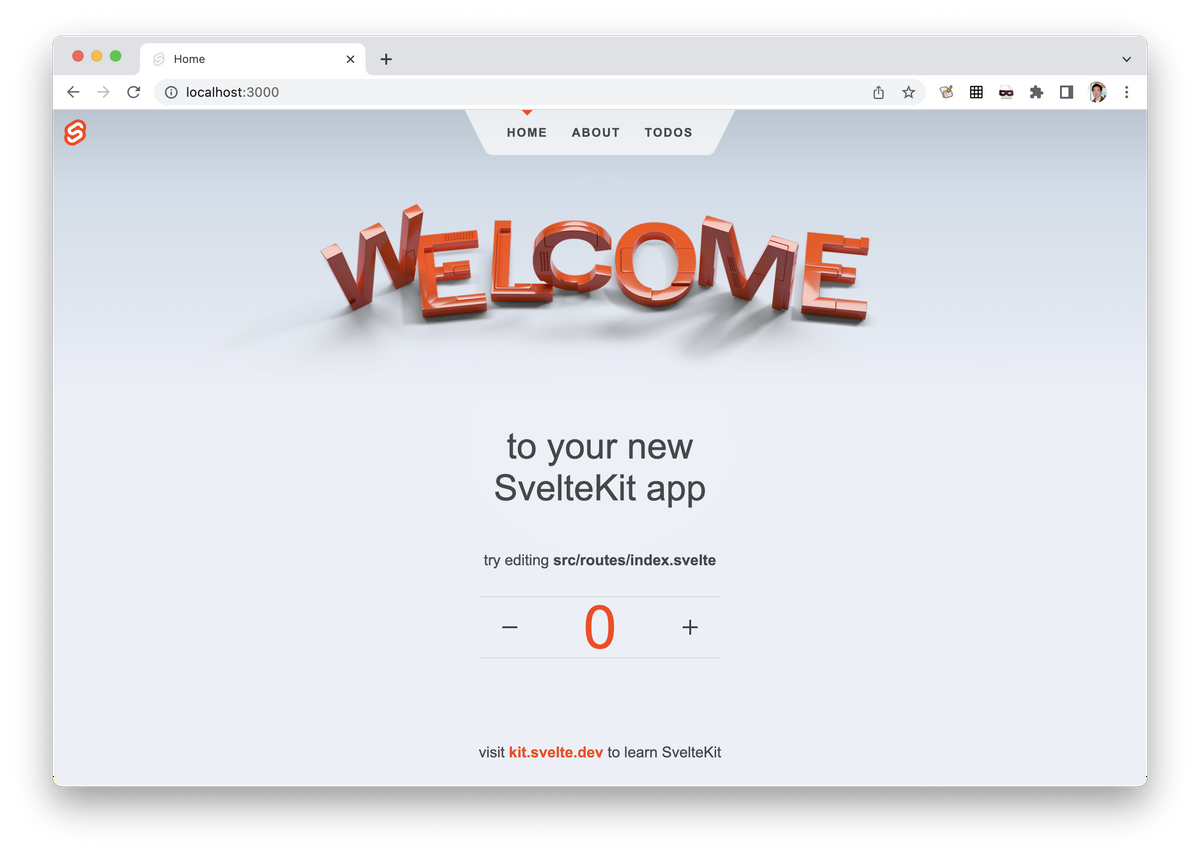 Home
localhost:3000
HOME ABOUT TODOS
WELCOME
to your new
SvelteKit app
try editing src/routes/index.svelte
− 0 +
visit kit.svelte.dev to learn SvelteKit